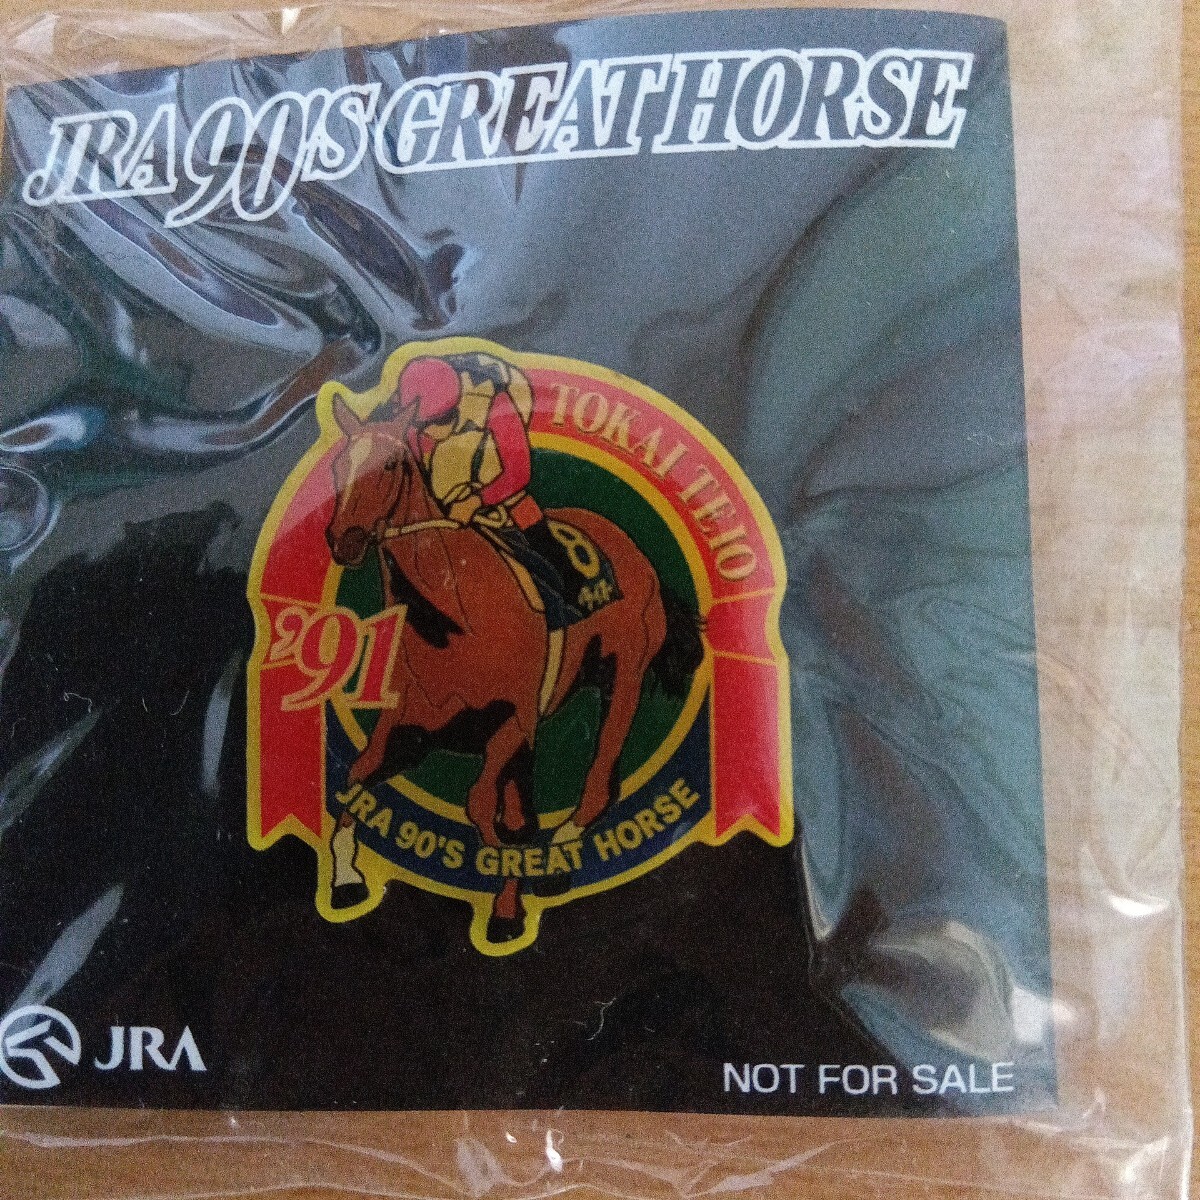 JRA 90'S GREAT HORSE
TOKAI TEIO
8
'91
JRA 90'S GREAT HORSE
JRA
NOT FOR SALE